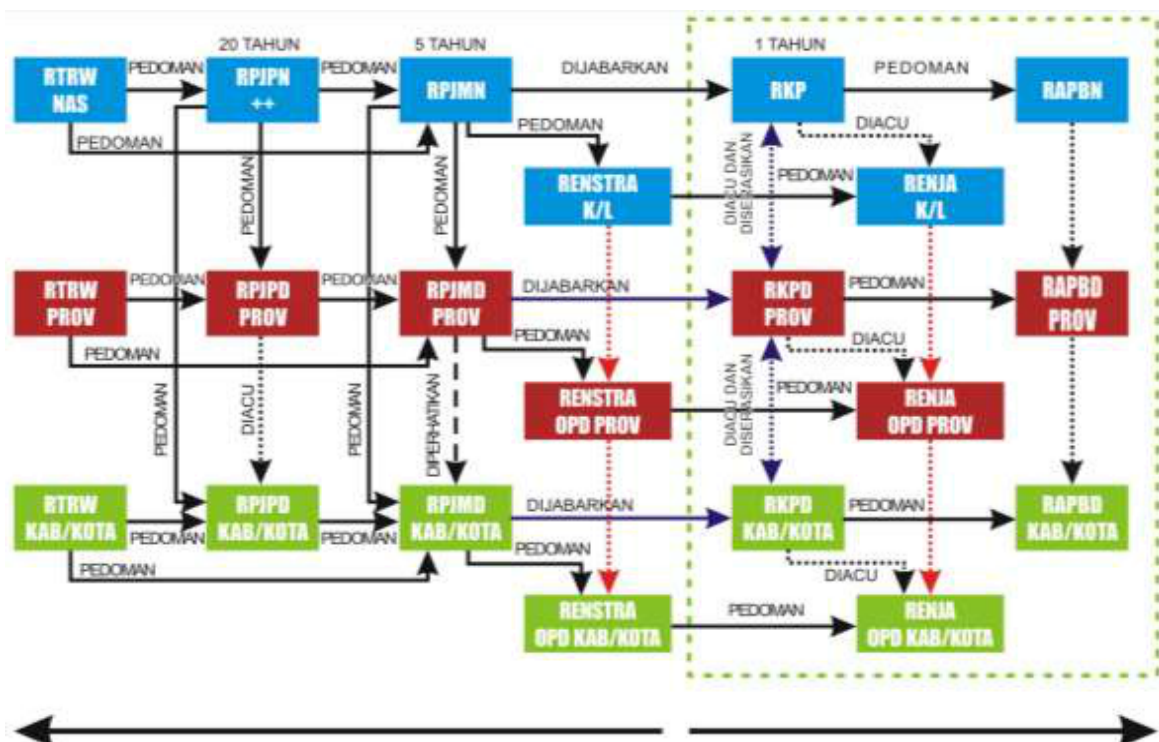 20 TAHUN
5 TAHUN
1 TAHUN
RTRW
NAS
PEDOMAN
RPJPN
++
PEDOMAN
RPJMN
DIJABARKAN
RKP
PEDOMAN
RAPBN
PEDOMAN
PEDOMAN
DIACU
PEDOMAN
PEDOMAN
RENSTRA
K/L
PEDOMAN
RENJA
K/L
DIACU DAN
DISERASIKAN
RTRW
PROV
PEDOMAN
RPJPD
PROV
PEDOMAN
RPJMD
PROV
DIJABARKAN
RKPD
PROV
PEDOMAN
RAPBD
PROV
PEDOMAN
PEDOMAN
DIACU
PEDOMAN
DIACU
PEDOMAN
DIPERHATIKAN
RENSTRA
OPD PROV
PEDOMAN
RENJA
OPD PROV
DIACU DAN
DISERASIKAN
RTRW
KAB/KOTA
PEDOMAN
RPJPD
KAB/KOTA
PEDOMAN
RPJMD
KAB/KOTA
DIJABARKAN
RKPD
KAB/KOTA
PEDOMAN
RAPBD
KAB/KOTA
PEDOMAN
PEDOMAN
DIACU
RENSTRA
OPD KAB/KOTA
PEDOMAN
RENJA
OPD KAB/KOTA